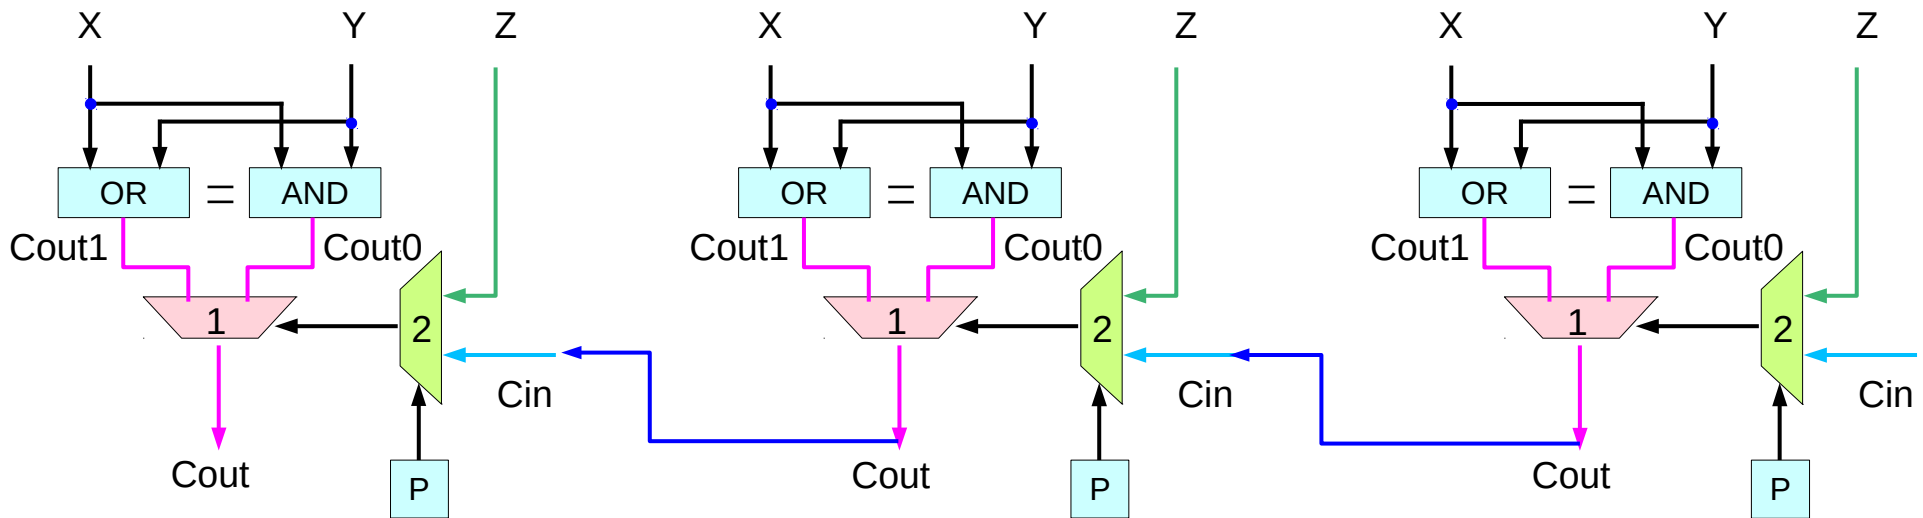 X Y Z X Y Z X Y Z
OR = AND OR = AND OR = AND
Cout1 Cout0 Cout1 Cout0 Cout1 Cout0
1 2 1 2 1 2
Cin Cin Cin
Cout Cout Cout
P P P